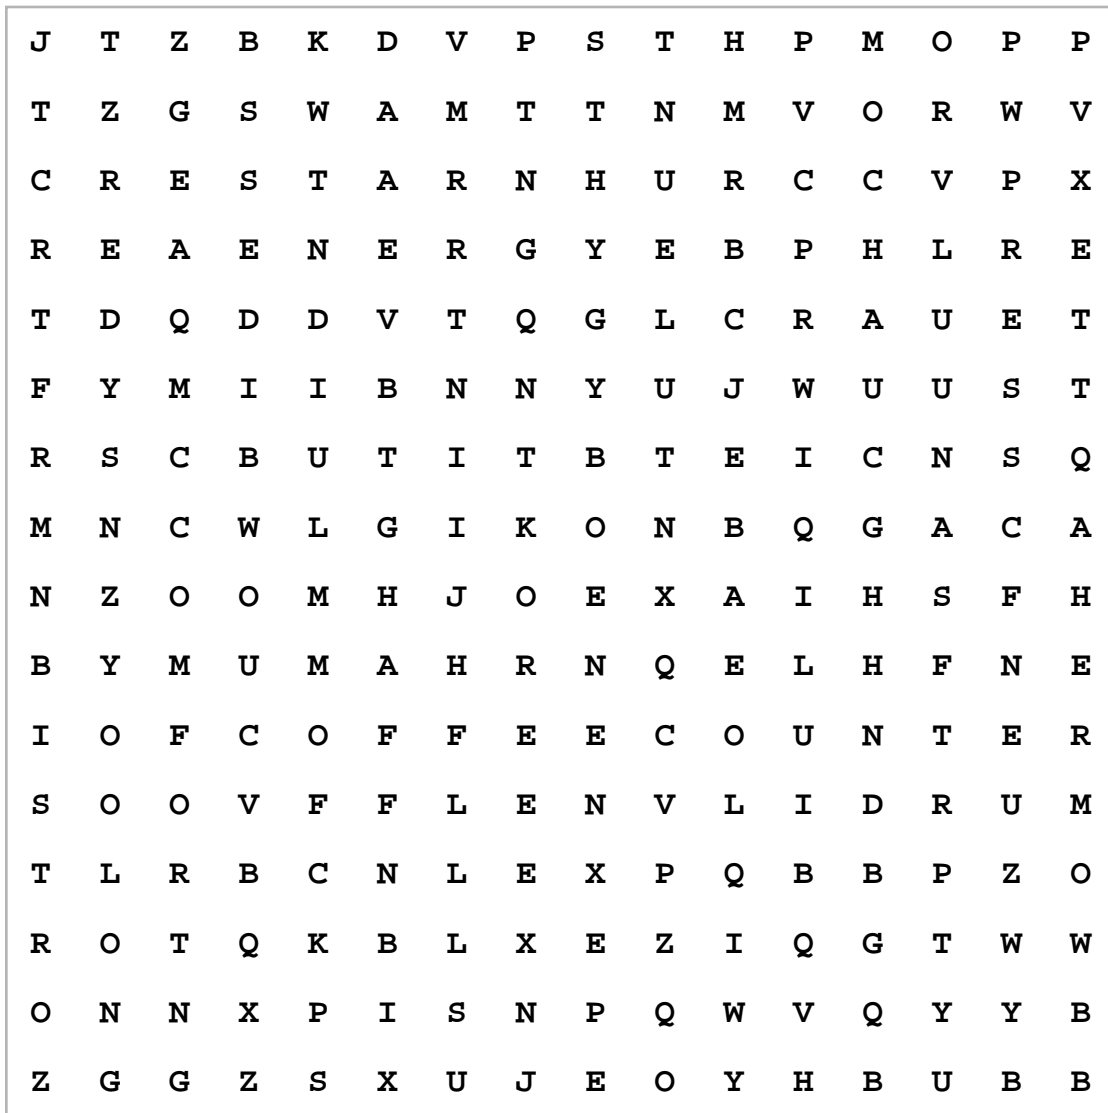 J T Z B K D V P S T H P M O P P
T Z G S W A M T T N M V O R W V
C R E S T A R N H U R C C V P X
R E A E N E R G Y E B P H L R E
T D Q D D V T Q G L C R A U E T
F Y M I I B N N Y U J W U U S T
R S C B U T I T B T E I C N S Q
M N C W L G I K O N B Q G A C A
N Z O O M H J O E X A I H S F H
B Y M U M A H R N Q E L H F N E
I O F C O F F E E C O U N T E R
S O O V F F L E N V L I D R U M
T L R B C N L E X P Q B B P Z O
R O T Q K B L X E Z I Q G T W W
O N N X P I S N P Q W V Q Y Y B
Z G G Z S X U J E O Y H B U B B